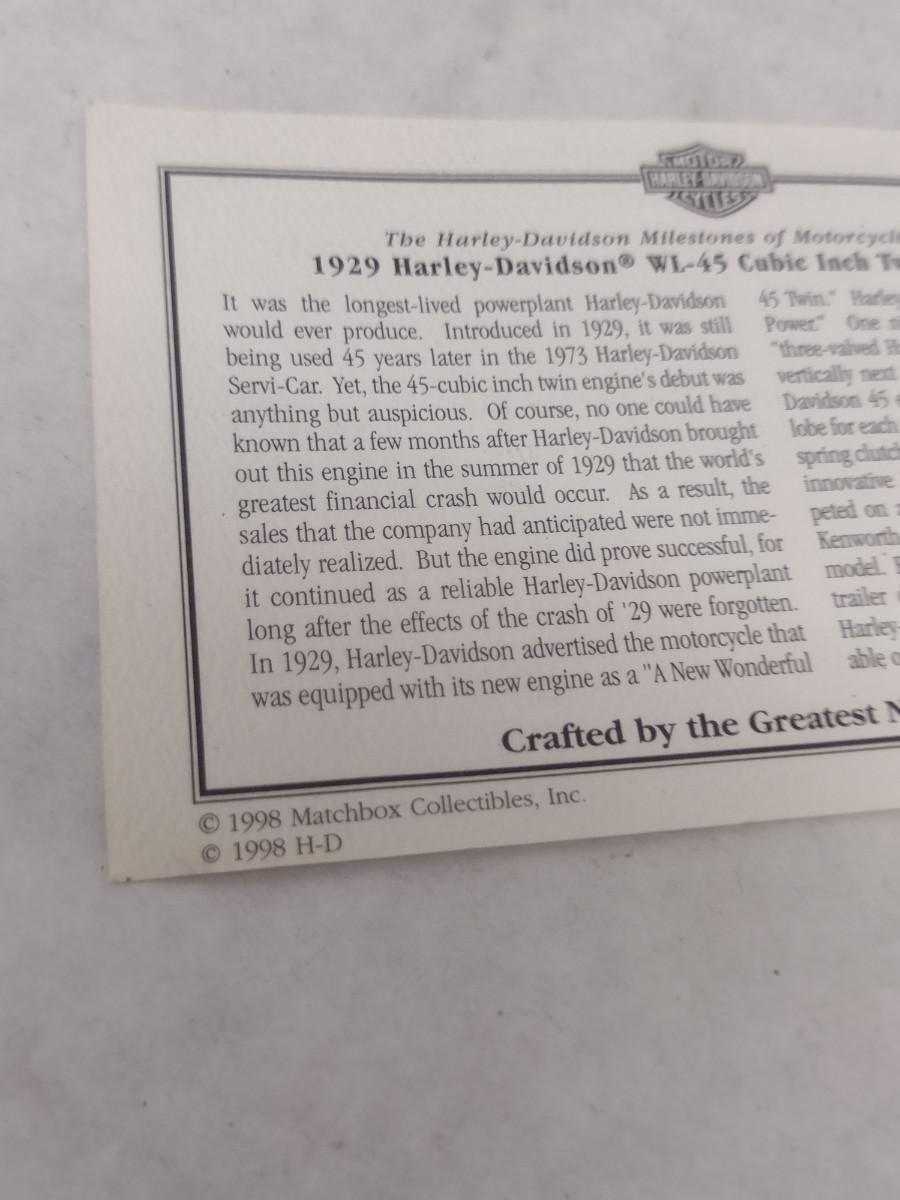 MOTOR
HARLEY-DAVIDSON
CYCLES
The Harley-Davidson Milestones of
1929 Harley-Davidson® WL-45 Cubic Inch
It was the longest-lived powerplant Harley-Davidson
would ever produce. Introduced in 1929, it was still
being used 45 years later in the 1973 Harley-Davidson
Servi-Car. Yet, the 45-cubic inch twin engine's debut was
anything but auspicious. Of course, no one could have
known that a few months after Harley-Davidson brought
out this engine in the summer of 1929 that the world's
greatest financial crash would occur. As a result, the
sales that the company had anticipated were not imme-
diately realized. But the engine did prove successful, for
it continued as a reliable Harley-Davidson powerplant
long after the effects of the crash of '29 were forgotten.
In 1929, Harley-Davidson advertised the motorcycle that
was equipped with its new engine as a "A New Wonderful
45 Twin."
Power." One
"three-valved
vertically next
Davidson 45
lobe for each
spring clutch
innovative
peted on
Kenworth
model.
trailer
Harley-
able
Crafted by the Greatest
© 1998 Matchbox Collectibles, Inc.
© 1998 H-D